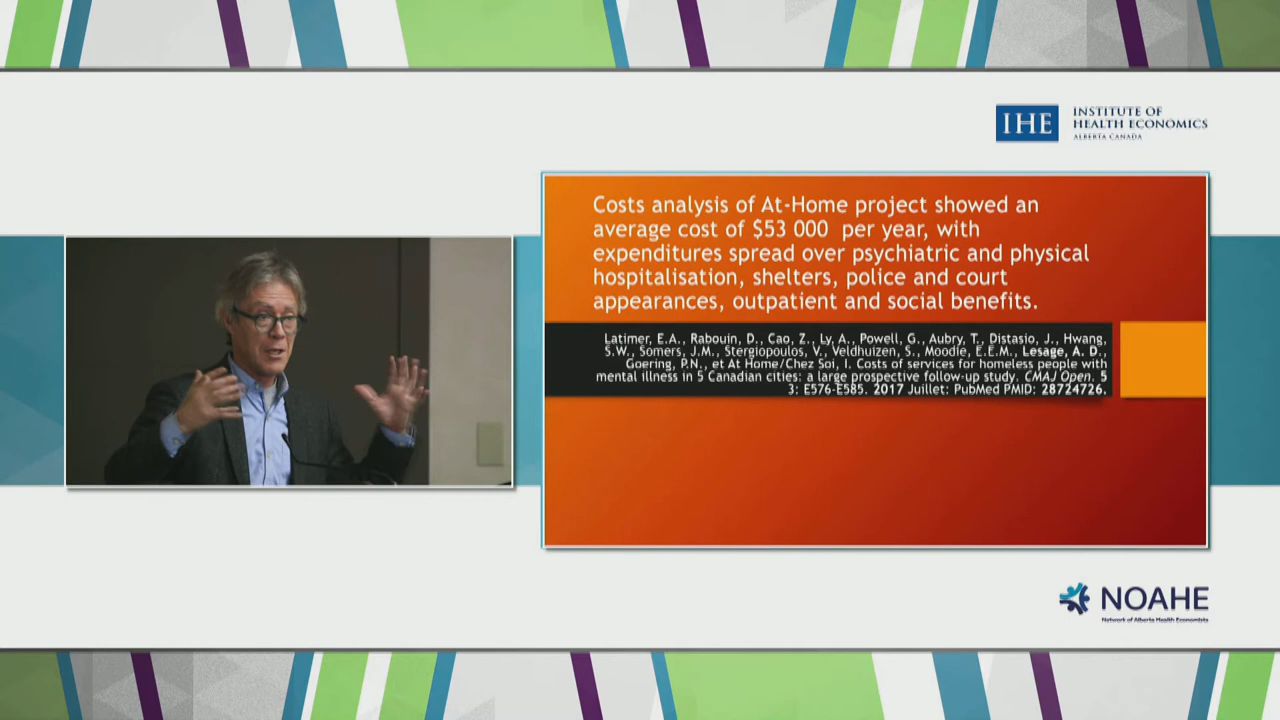 IHE
INSTITUTE OF
HEALTH ECONOMICS
ALBERTA CANADA
Costs analysis of At-Home project showed an
average cost of $53 000 per year, with
expenditures spread over psychiatric and physical
hospitalisation, shelters, police and court
appearances, outpatient and social benefits.
Latimer, E.A., Rabouin, D., Cao, Z., Ly, A., Powell, G., Aubry, T., Distasio, J., Hwang,
S.W., Somers, J.M., Stergiopoulos, V., Veldhuizen, S., Moodie, E.E.M., Lesage, A. D.,
Goering, P.N., et At Home/Chez Soi, I. Costs of services for homeless people with
mental illness in 5 Canadian cities: a large prospective follow-up study. CMAJ Open. 5
3: E576-E585. 2017 Juillet: PubMed PMID: 28724726.
NOAHE
Network of Alberta Health Economists